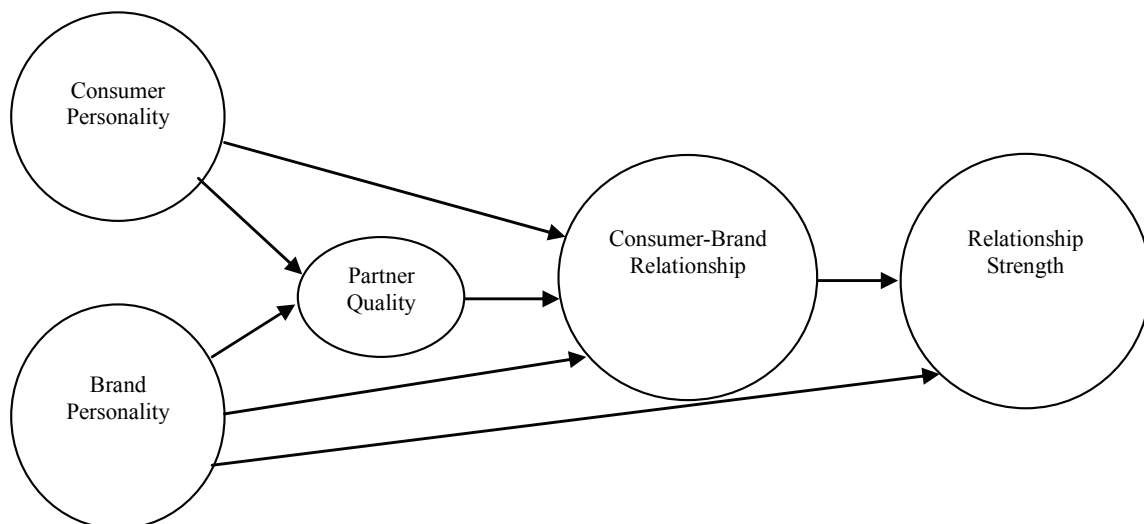 Consumer
Personality
Partner
Quality
Consumer-Brand
Relationship
Relationship
Strength
Brand
Personality